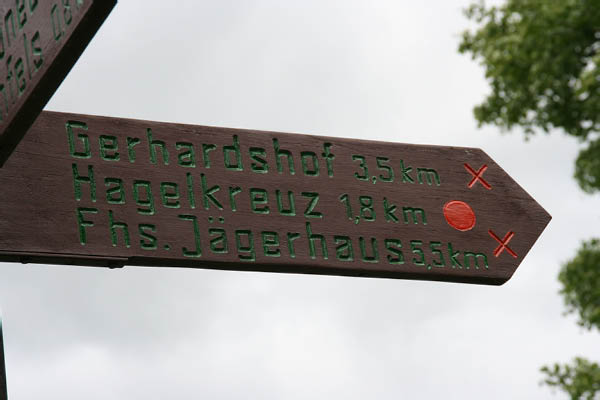 Gerhardshof 3,5 km
Hagelkreuz 1.8 km
Fhs. Jägerhaus 5,5 km